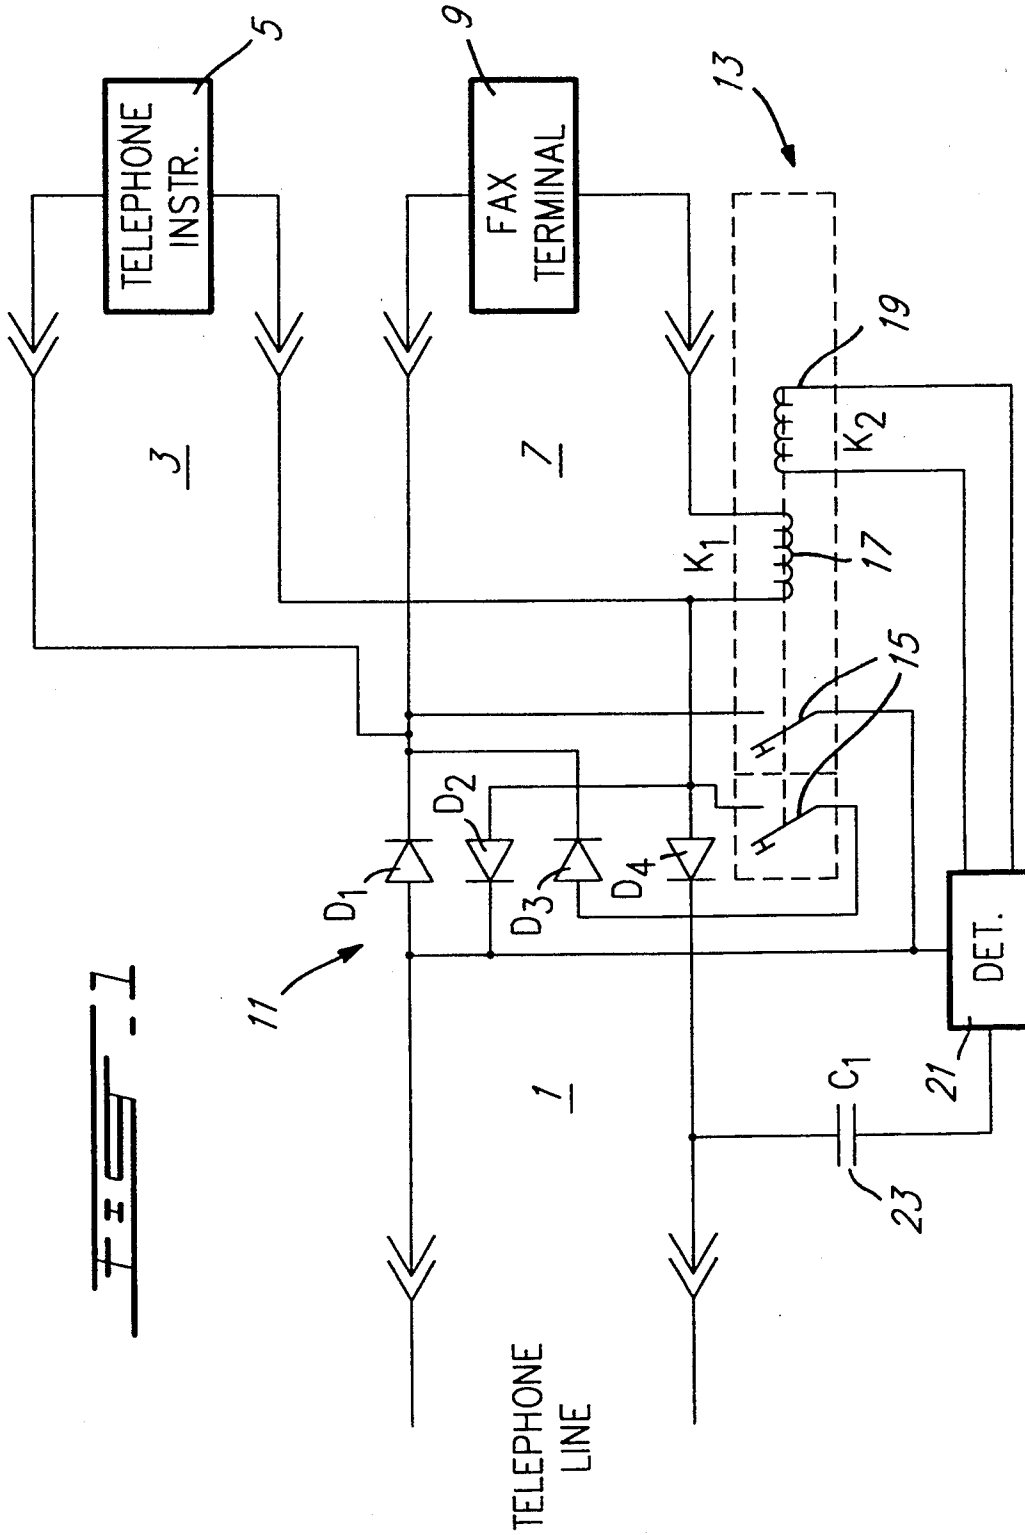 FIG-1
TELEPHONE
INSTR.
5
3
FAX
TERMINAL
9
7
13
11
D1
D2
D3
D4
K1
K2
19
17
15
1
TELEPHONE
LINE
C1
23
DET.
21